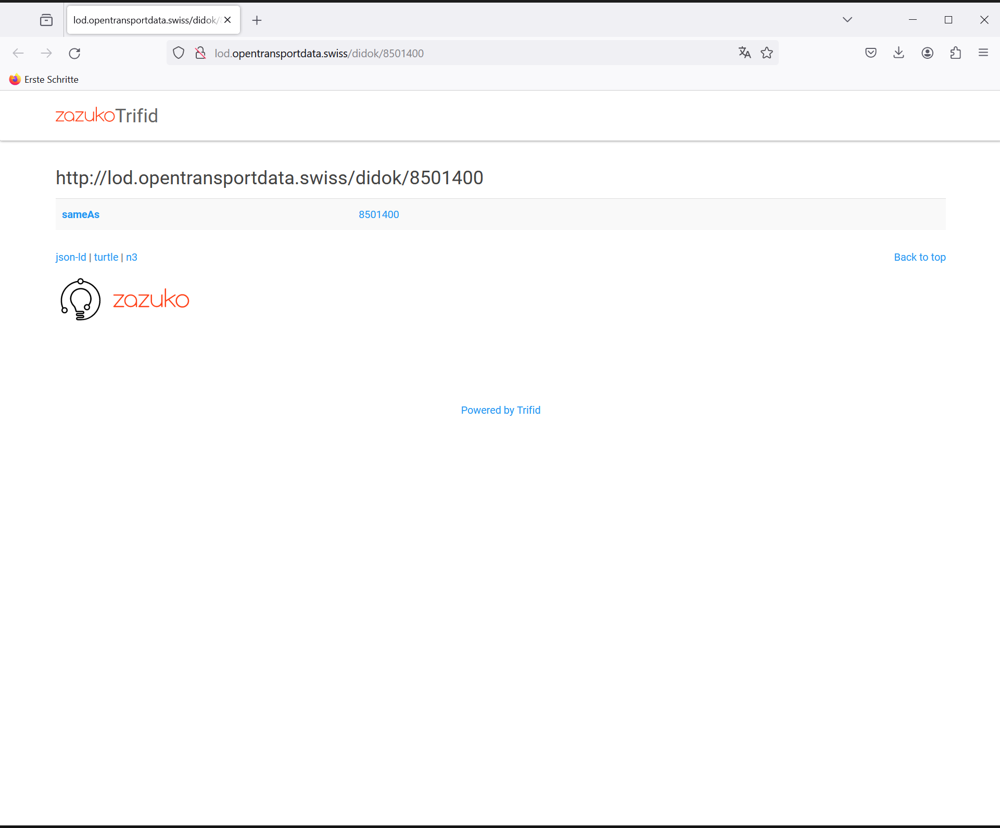 lod.opentransportdata.swiss/didok/
lod.opentransportdata.swiss/didok/8501400
Erste Schritte
zazukoTrifid
http://lod.opentransportdata.swiss/didok/8501400
sameAs 8501400
json-ld | turtle | n3 Back to top
zazuko
Powered by Trifid